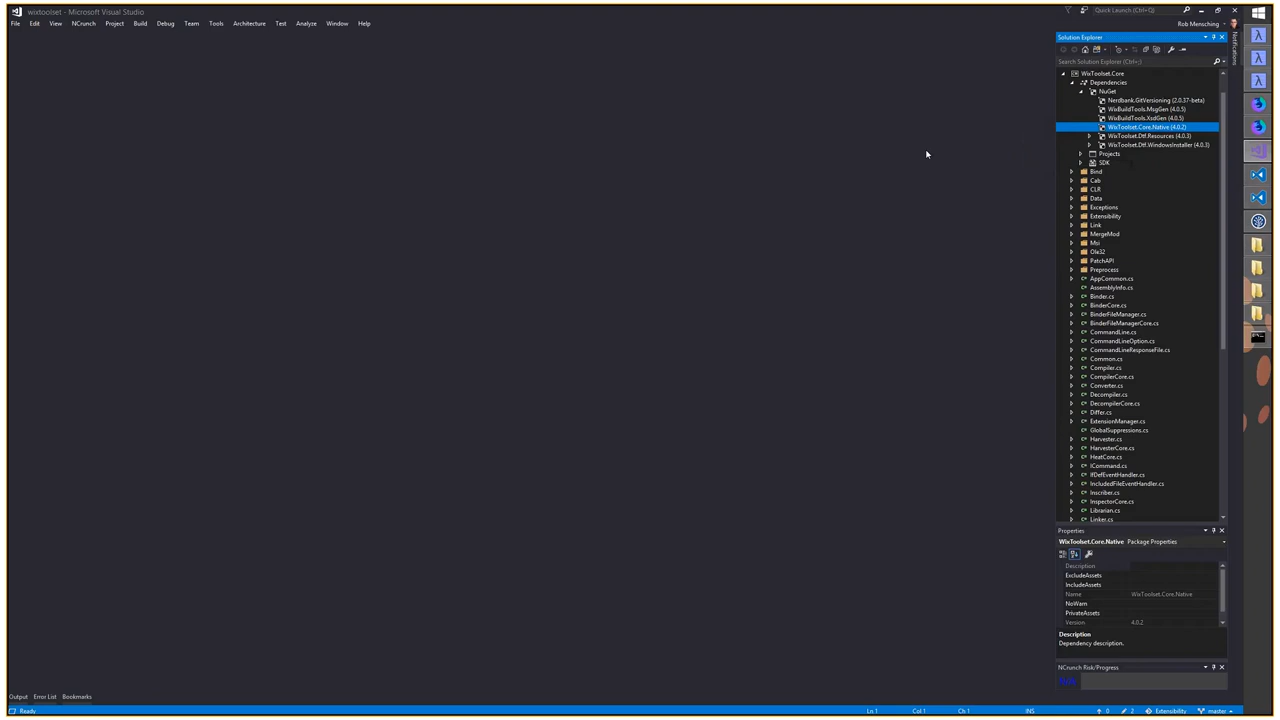 wixtoolset - Microsoft Visual Studio
Quick Launch (Ctrl+Q)
File Edit View NCrunch Project Build Debug Team Tools Architecture Test Analyze Window Help
Rob Mensching
Notifications
Solution Explorer
Search Solution Explorer (Ctrl+;)
WixToolset.Core
Dependencies
NuGet
Nerdbank.GitVersioning (2.0.37-beta)
WixBuildTools.MsgGen (4.0.5)
WixBuildTools.XsdGen (4.0.5)
WixToolset.Core.Native (4.0.2)
WixToolset.Dtf.Resources (4.0.3)
WixToolset.Dtf.WindowsInstaller (4.0.3)
Projects
SDK
Bind
Cab
CLR
Data
Exceptions
Extensibility
Link
MergeMod
Msi
Ole32
PatchAPI
Preprocess
AppCommon.cs
AssemblyInfo.cs
Binder.cs
BinderCore.cs
BinderFileManager.cs
BinderFileManagerCore.cs
CommandLine.cs
CommandLineOption.cs
CommandLineResponseFile.cs
Common.cs
Compiler.cs
CompilerCore.cs
Converter.cs
Decompiler.cs
DecompilerCore.cs
Differ.cs
ExtensionManager.cs
GlobalSuppressions.cs
Harvester.cs
HarvesterCore.cs
HeatCore.cs
ICommand.cs
IfDefEventHandler.cs
IncludedFileEventHandler.cs
Inscriber.cs
InspectorCore.cs
Librarian.cs
Linker.cs
Properties
WixToolset.Core.Native Package Properties
Description
ExcludeAssets
IncludeAssets
Name WixToolset.Core.Native
NoWarn
PrivateAssets
Version 4.0.2
Description
Dependency description.
NCrunch Risk/Progress
Output Error List Bookmarks
Ready Ln 1 Col 1 Ch 1 INS 0 2 Extensibility master